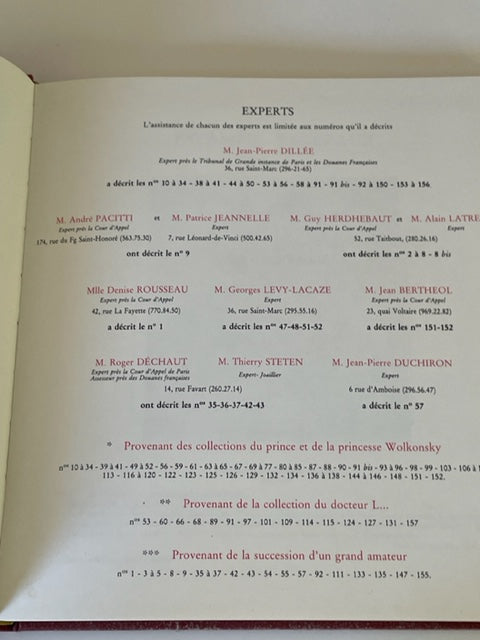 EXPERTS
L'assistance de chacun des experts est limitée aux numéros qu'il a décrits
M. Jean-Pierre DILLÉE
Expert près le Tribunal de Grande instance de Paris et les Douanes Françaises
36, rue Saint-Marc (296-21-65)
a décrit les nos 10 à 34 - 38 à 41 - 44 à 50 - 53 à 56 - 58 à 91 - 91 bis - 92 à 150 - 153 à 156.
M. André PACITTI et M. Patrice JEANNELLE
Expert près la Cour d'Appel Expert
174, rue du Fg Saint-Honoré (563.75.30) 7, rue Léonard-de-Vinci (500.42.65)
ont décrit le n° 9
M. Guy HERDHEBAUT et M. Alain LATRE
Expert près la Cour d'Appel Expert
52, rue Taitbout, (280.26.16)
ont décrit les nos 2 à 8 - 8 bis
Mlle Denise ROUSSEAU
Expert près la Cour d'Appel
42, rue La Fayette (770.84.50)
a décrit le n° 1
M. Georges LEVY-LACAZE
Expert
36, rue Saint-Marc (295.55.16)
a décrit les nos 47-48-51-52
M. Jean BERTHEOL
Expert près la Cour d'Appel
23, quai Voltaire (969.22.82)
a décrit les nos 151-152
M. Roger DÉCHAUT M. Thierry STETEN
Expert près la Cour d'Appel de Paris Expert-Joaillier
Assesseur près des Douanes françaises
14, rue Favart (260.27.14)
ont décrit les nos 35-36-37-42-43
M. Jean-Pierre DUCHIRON
Expert
6 rue d'Amboise (296.56.47)
a décrit le n° 57
* Provenant des collections du prince et de la princesse Wolkonsky
nos 10 à 34 - 39 à 41 - 49 à 52 - 56 - 59 - 61 - 63 à 65 - 67 - 69 à 77 - 80 à 85 - 87 - 88 - 90 - 91 bis - 93 à 96 - 98 - 99 - 103 - 106 à
113 - 116 à 120 - 122 - 123 - 125 - 126 - 129 - 132 - 134 - 136 à 138 - 144 à 146 - 148 - 151 - 152.
** Provenant de la collection du docteur L...
nos 53 - 60 - 66 - 68 - 89 - 91 - 97 - 101 - 109 - 114 - 115 - 124 - 127 - 131 - 157
*** Provenant de la succession d'un grand amateur
nos 1 - 3 à 5 - 8 - 9 - 35 à 37 - 42 - 43 - 54 - 55 - 57 - 92 - 111 - 133 - 135 - 147 - 155.